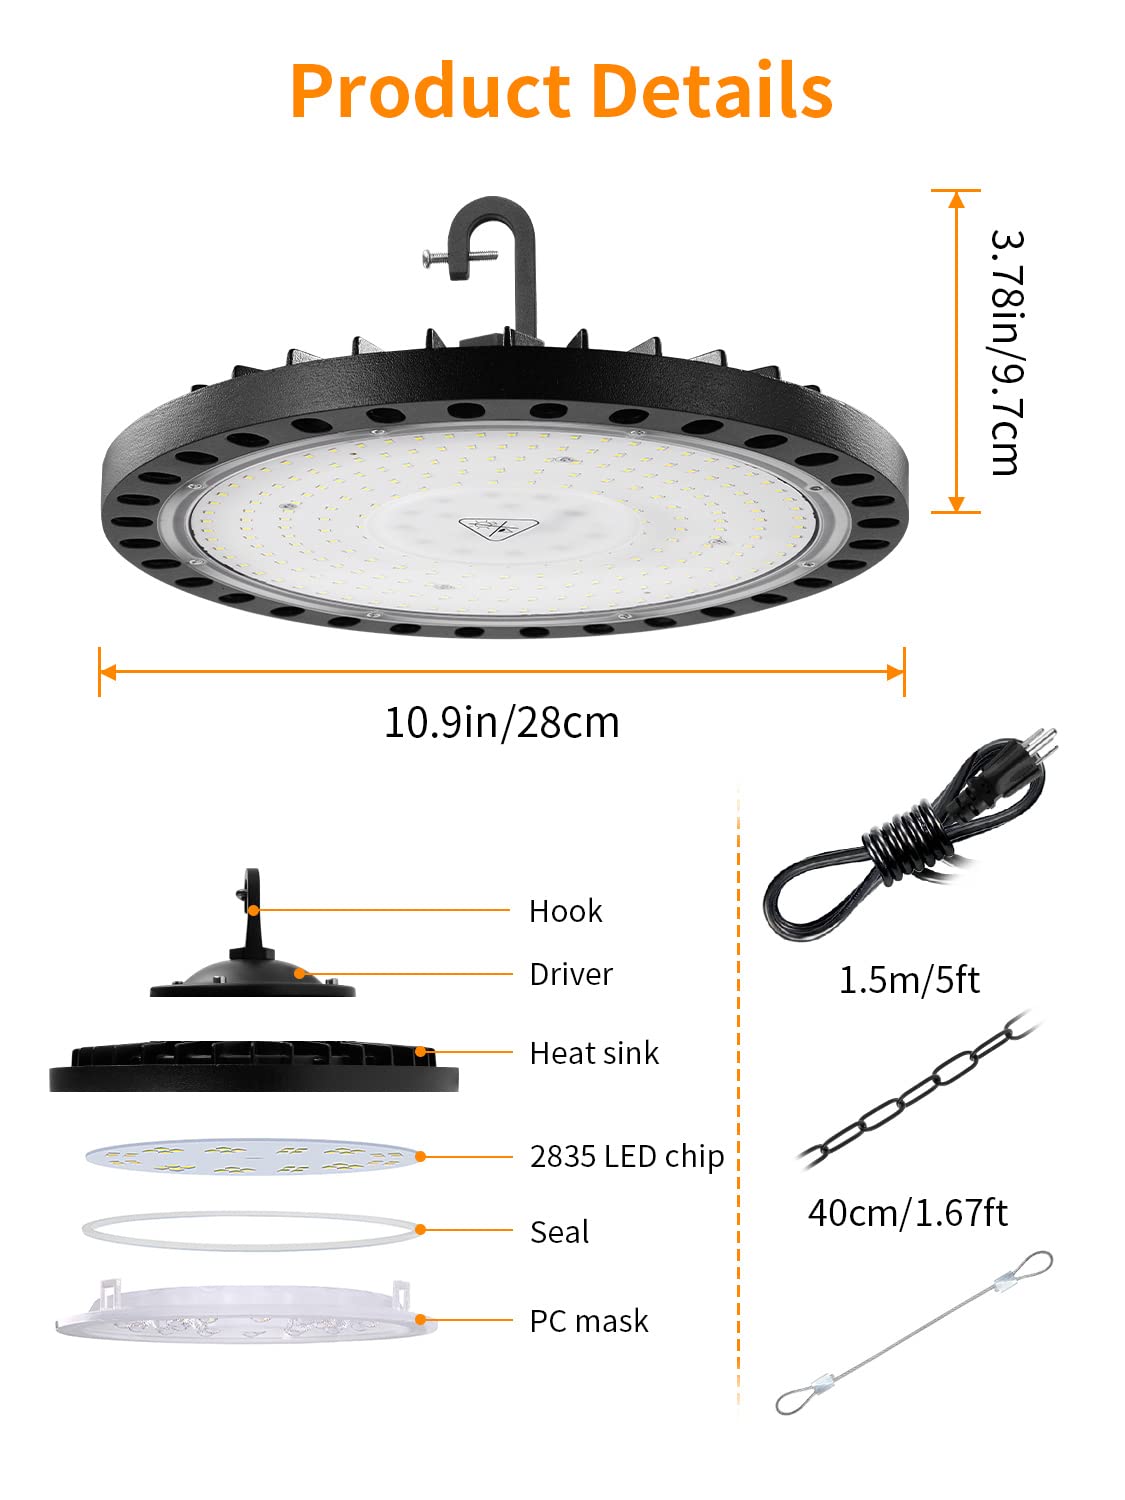 Product Details
3.78in/9.7cm
10.9in/28cm
Hook
Driver
Heat sink
2835 LED chip
Seal
PC mask
1.5m/5ft
40cm/1.67ft